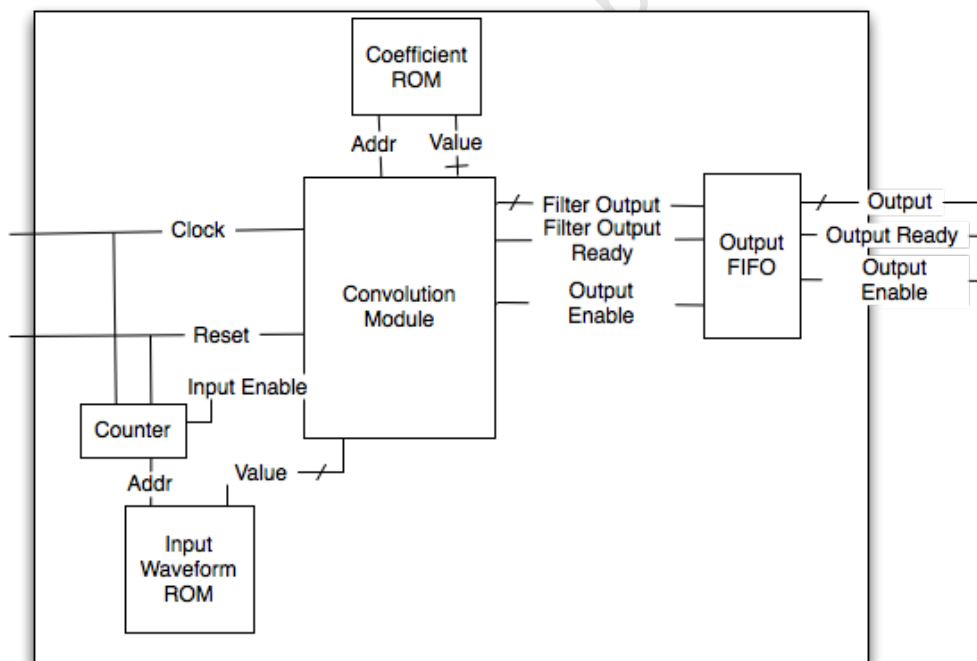 Coefficient
ROM
Addr
Value
Clock
Reset
Convolution
Module
Filter Output
Filter Output
Ready
Output
Enable
Output
FIFO
Output
Output Ready
Output
Enable
Input Enable
Counter
Addr
Value
Input
Waveform
ROM